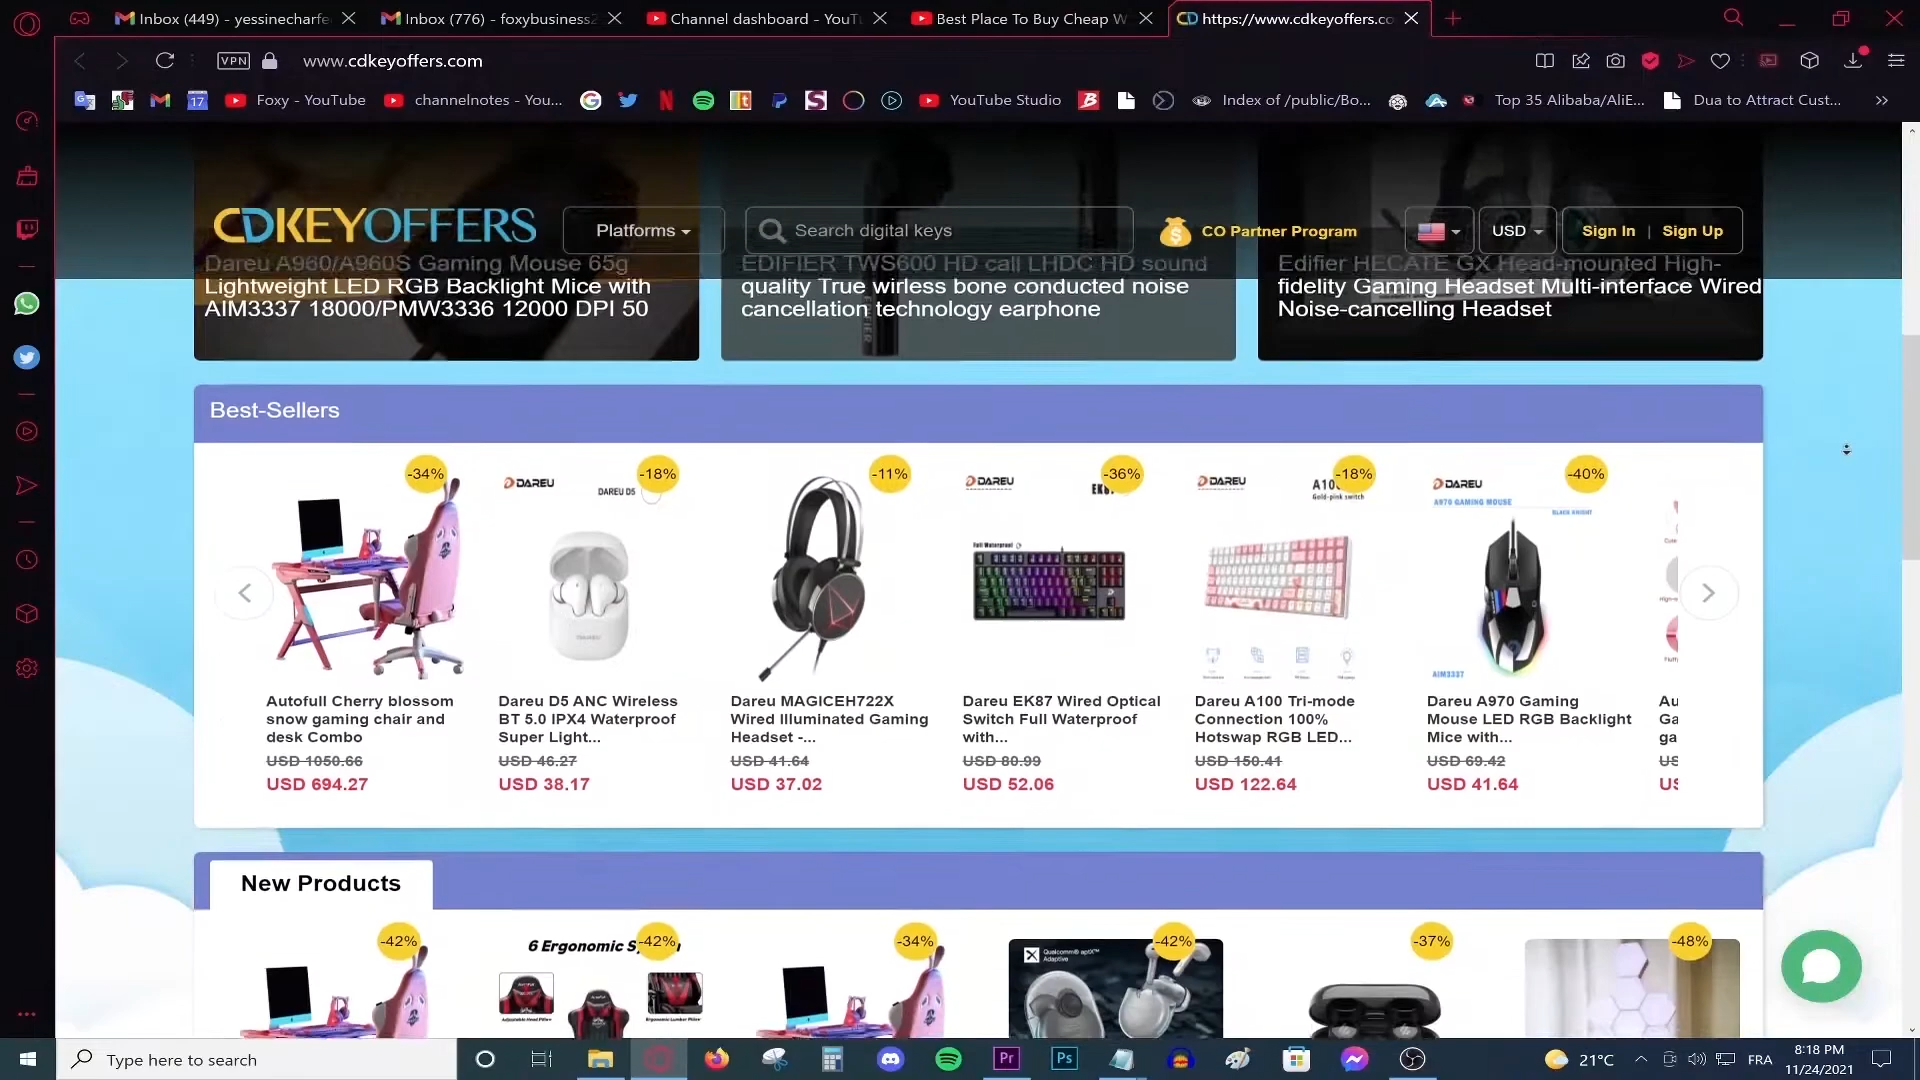 Inbox (449) - yessinecharfe
Inbox (776) - foxybusiness2
Channel dashboard - YouTu
Best Place To Buy Cheap W
https://www.cdkeyoffers.co
VPN
www.cdkeyoffers.com
17
Foxy - YouTube
channelnotes - You...
YouTube Studio
Index of /public/Bo...
Top 35 Alibaba/AliE...
Dua to Attract Cust...
CDKEYOFFERS
Platforms
Search digital keys
CO Partner Program
USD
Sign In | Sign Up
Dareu A960/A960S Gaming Mouse 65g
Lightweight LED RGB Backlight Mice with
AIM3337 18000/PMW3336 12000 DPI 50
EDIFIER TWS600 HD call LHDC HD sound
quality True wirless bone conducted noise
cancellation technology earphone
Edifier HECATE GX Head-mounted High-
fidelity Gaming Headset Multi-interface Wired
Noise-cancelling Headset
Best-Sellers
-34%
DAREU
DAREU D5
-18%
-11%
DAREU
EK87
-36%
DAREU
A100
Gold-pink switch
-18%
DAREU
A970 GAMING MOUSE
BLACK KNIGHT
-40%
Full Waterproof
AIM3337
Autofull Cherry blossom
snow gaming chair and
desk Combo
USD 1050.66
USD 694.27
Dareu D5 ANC Wireless
BT 5.0 IPX4 Waterproof
Super Light...
USD 46.27
USD 38.17
Dareu MAGICEH722X
Wired Illuminated Gaming
Headset -...
USD 41.64
USD 37.02
Dareu EK87 Wired Optical
Switch Full Waterproof
with...
USD 80.99
USD 52.06
Dareu A100 Tri-mode
Connection 100%
Hotswap RGB LED...
USD 150.41
USD 122.64
Dareu A970 Gaming
Mouse LED RGB Backlight
Mice with...
USD 69.42
USD 41.64
Au
Ga
ga
US
US
New Products
-42%
6 Ergonomic S
-42%
Adjustable Head Pillow
Ergonomic Lumbar Pillow
-34%
Qualcomm® aptX™
Adaptive
-42%
-37%
-48%
Type here to search
Pr
Ps
21°C
FRA
8:18 PM
11/24/2021